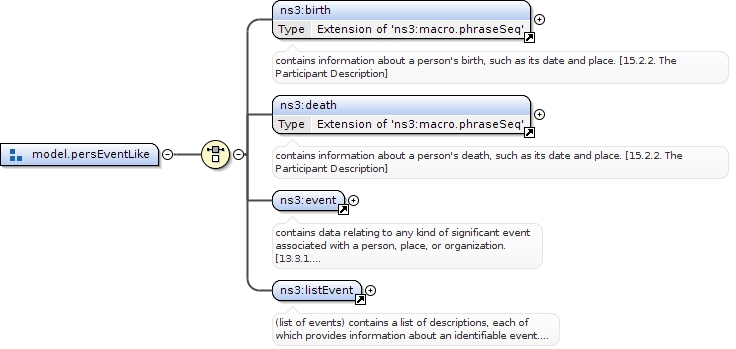 ns3:birth
Type Extension of 'ns3:macro.phraseSeq'
contains information about a person's birth, such as its date and place. [15.2.2. The
Participant Description]
ns3:death
Type Extension of 'ns3:macro.phraseSeq'
contains information about a person's death, such as its date and place. [15.2.2. The
Participant Description]
model.persEventLike
ns3:event
contains data relating to any kind of significant event
associated with a person, place, or organization.
[13.3.1....
ns3:listEvent
(list of events) contains a list of descriptions, each of
which provides information about an identifiable event....